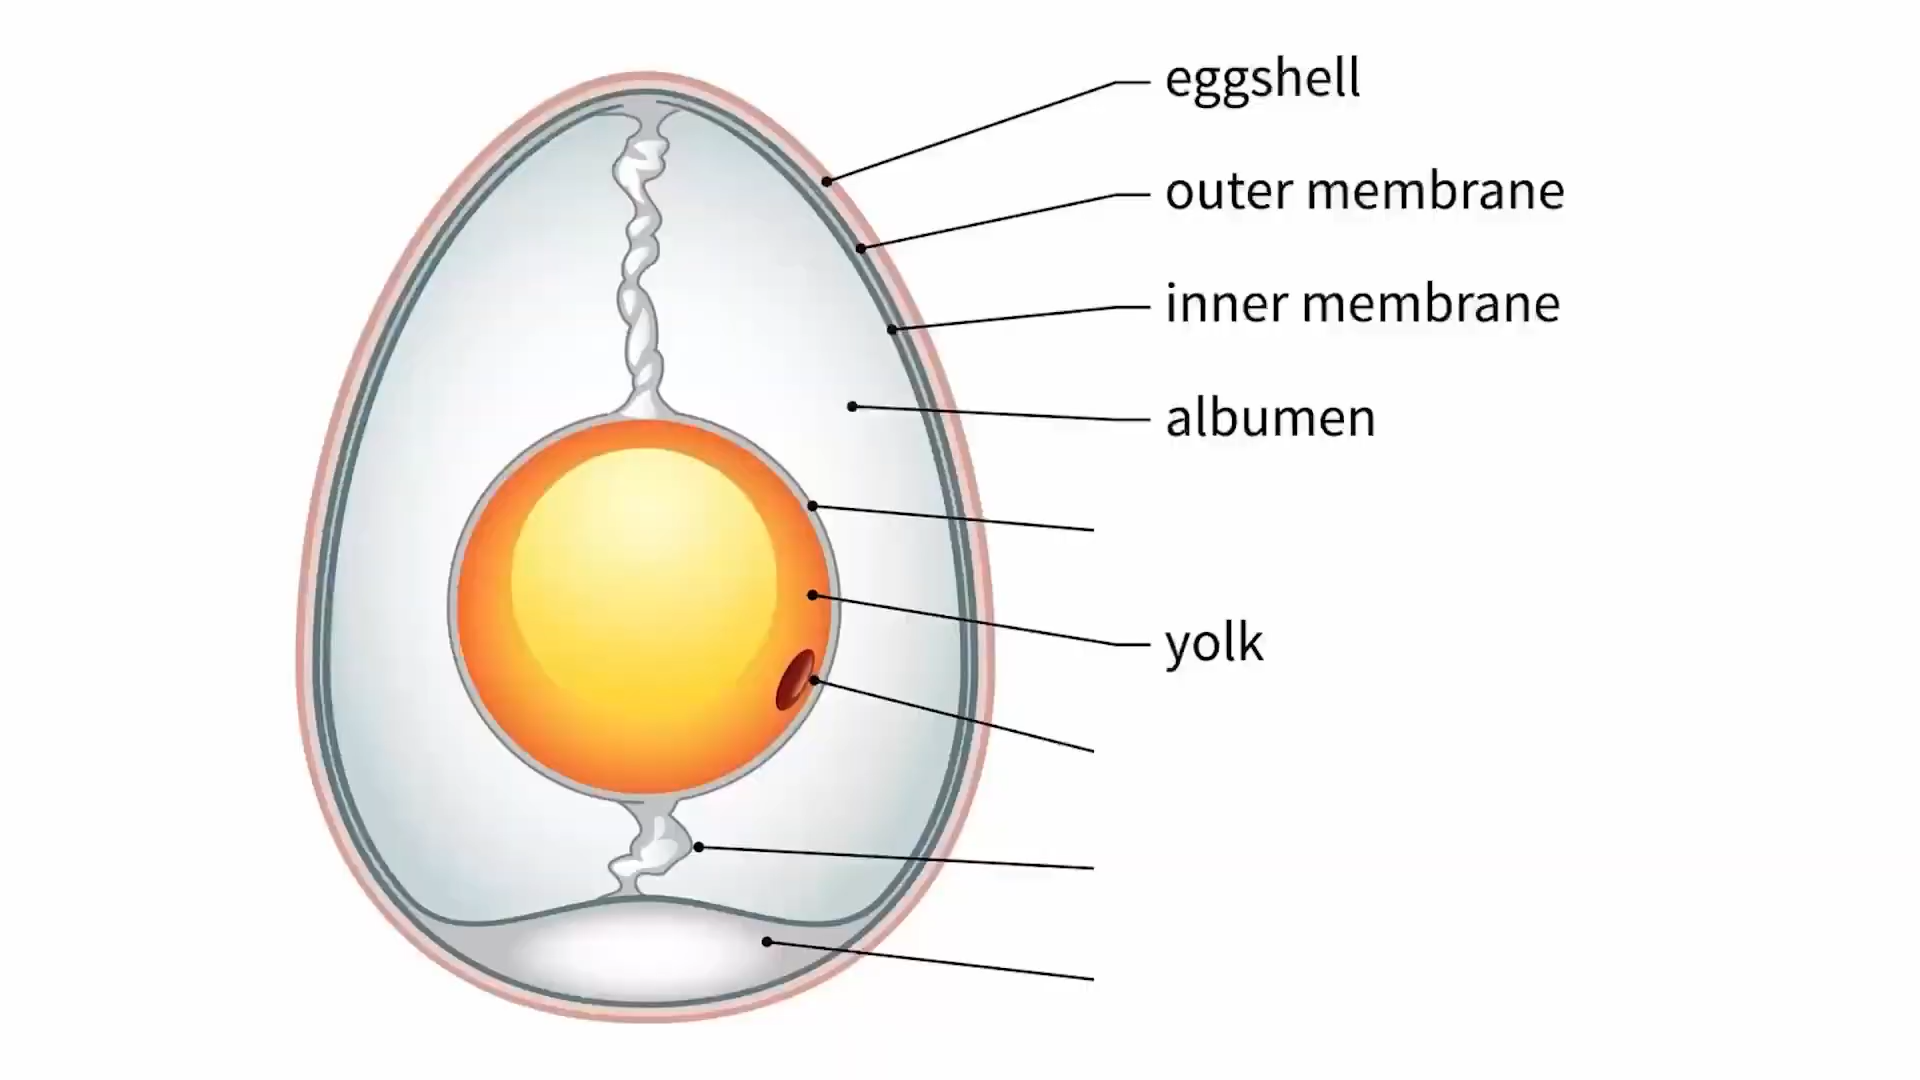 eggshell
outer membrane
inner membrane
albumen
yolk